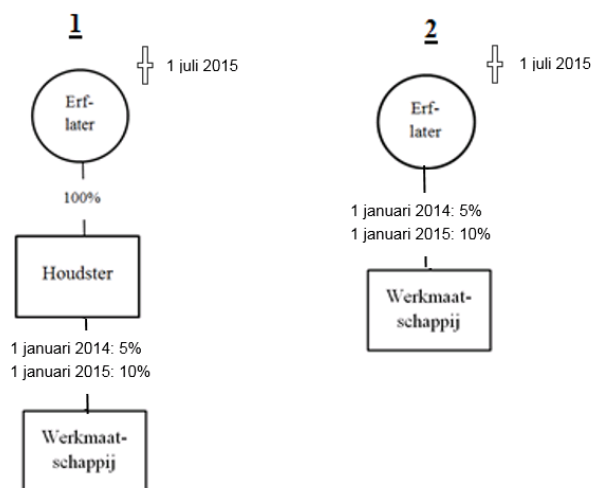 1
1 juli 2015
Erf-
later
100%
Houdster
1 januari 2014: 5%
1 januari 2015: 10%
Werkmaat-
schappij
2
1 juli 2015
Erf-
later
1 januari 2014: 5%
1 januari 2015: 10%
Werkmaat-
schappij